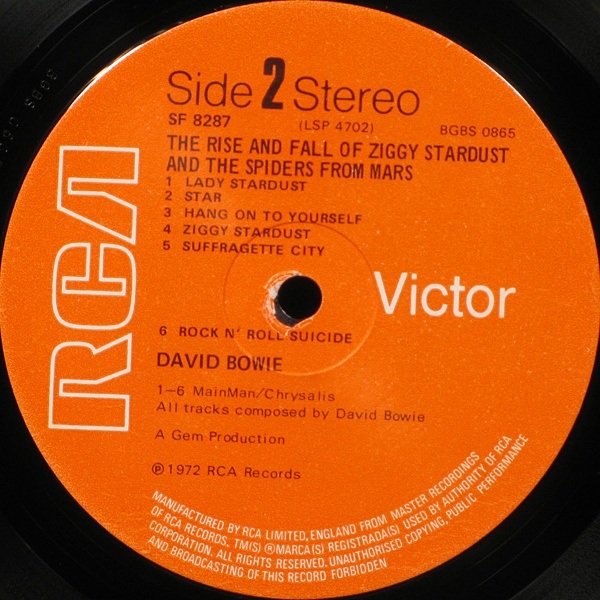 Side 2 Stereo
SF 8287 (LSP 4702) BGBS 0865
THE RISE AND FALL OF ZIGGY STARDUST
AND THE SPIDERS FROM MARS
1 LADY STARDUST
2 STAR
3 HANG ON TO YOURSELF
4 ZIGGY STARDUST
5 SUFFRAGETTE CITY
RCA
Victor
6 ROCK N' ROLL SUICIDE
DAVID BOWIE
1—6 MainMan/Chrysalis
All tracks composed by David Bowie
A Gem Production
℗ 1972 RCA Records
MANUFACTURED BY RCA LIMITED, ENGLAND FROM MASTER RECORDINGS
OF RCA RECORDS, TM(S) ® MARCA(S) REGISTRADA(S) USED BY AUTHORITY OF RCA
CORPORATION. ALL RIGHTS RESERVED. UNAUTHORISED COPYING, PUBLIC PERFORMANCE
AND BROADCASTING OF THIS RECORD FORBIDDEN